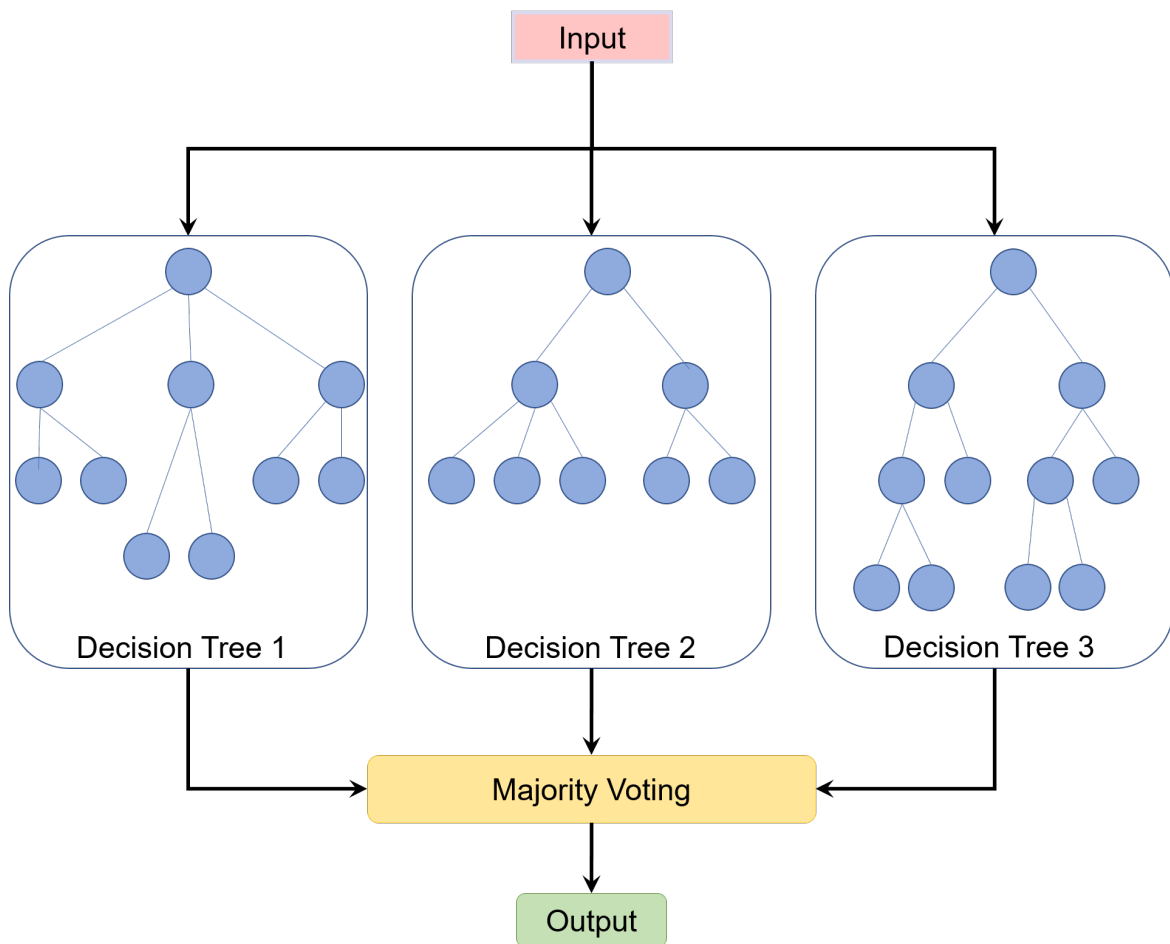 Input
Decision Tree 1
Decision Tree 2
Decision Tree 3
Majority Voting
Output